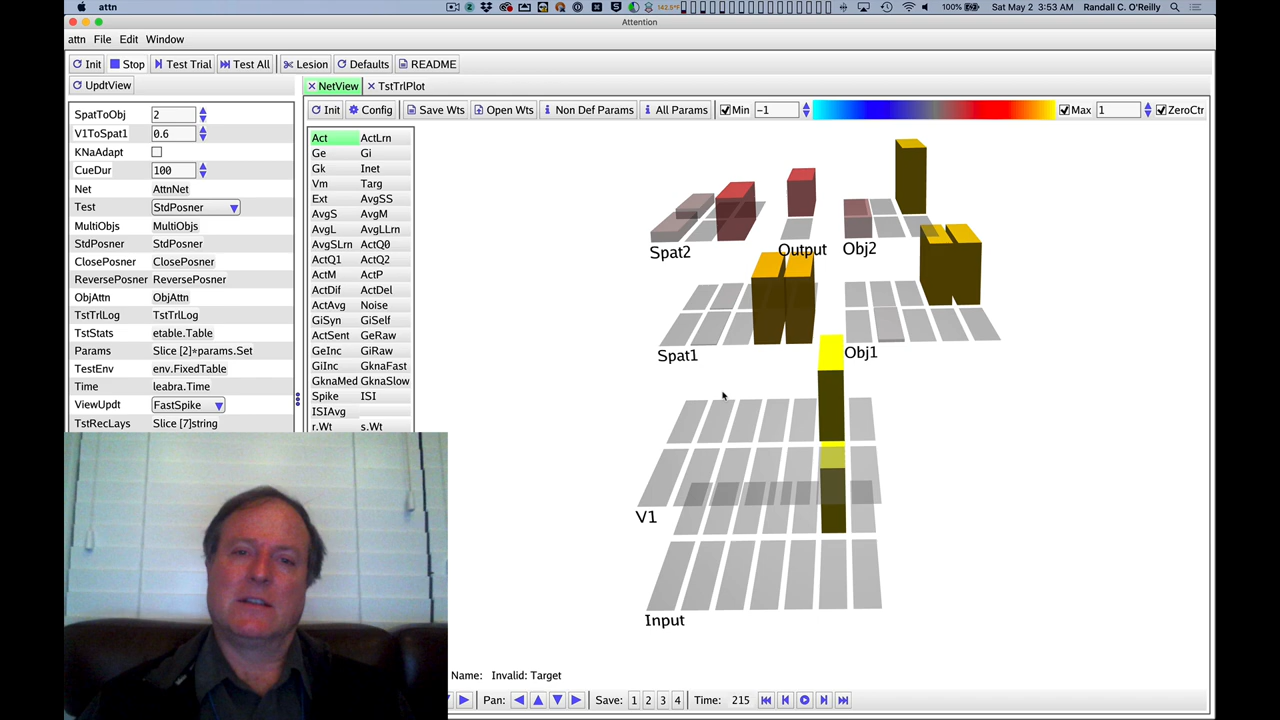 attn
142.5°F
100%
Sat May 2 3:53 AM Randall C. O'Reilly
Attention
attn File Edit Window
Init Stop Test Trial Test All Lesion Defaults README
UpdtView
NetView TstTrlPlot
Init Config Save Wts Open Wts Non Def Params All Params Min -1 Max 1 ZeroCtr
SpatToObj 2
V1ToSpat1 0.6
KNaAdapt
CueDur 100
Net AttnNet
Test StdPosner
MultiObjs MultiObjs
StdPosner StdPosner
ClosePosner ClosePosner
ReversePosner ReversePosner
ObjAttn ObjAttn
TstTrlLog TstTrlLog
TstStats etable.Table
Params Slice [2]*params.Set
TestEnv env.FixedTable
Time leabra.Time
ViewUpdt FastSpike
TstRecLays Slice [7]string
Act ActLrn
Ge Gi
Gk Inet
Vm Targ
Ext AvgSS
AvgS AvgM
AvgL AvgLLrn
AvgSLrn ActQ0
ActQ1 ActQ2
ActM ActP
ActDif ActDel
ActAvg Noise
GiSyn GiSelf
ActSent GeRaw
GeInc GiRaw
GiInc GknaFast
GknaMed GknaSlow
Spike ISI
ISIAvg
r.Wt s.Wt
Spat2 Output Obj2
Spat1 Obj1
V1
Input
Name: Invalid: Target
Pan: Save: 1 2 3 4 Time: 215